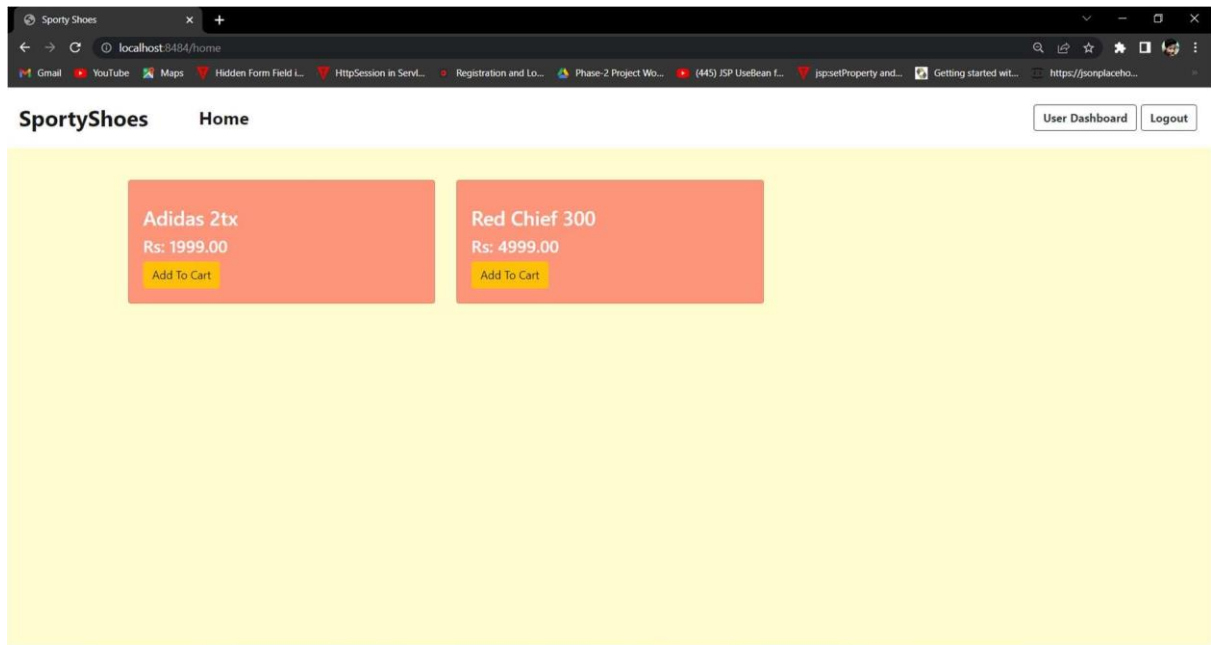 Sporty Shoes
localhost:8484/home
Gmail YouTube Maps Hidden Form Field i... HttpSession in Servl... Registration and Lo... Phase-2 Project Wo... (445) JSP UseBean f... jsp:setProperty and... Getting started wit... https://jsonplaceho...
SportyShoes Home User Dashboard Logout
Adidas 2tx
Rs: 1999.00
Add To Cart
Red Chief 300
Rs: 4999.00
Add To Cart